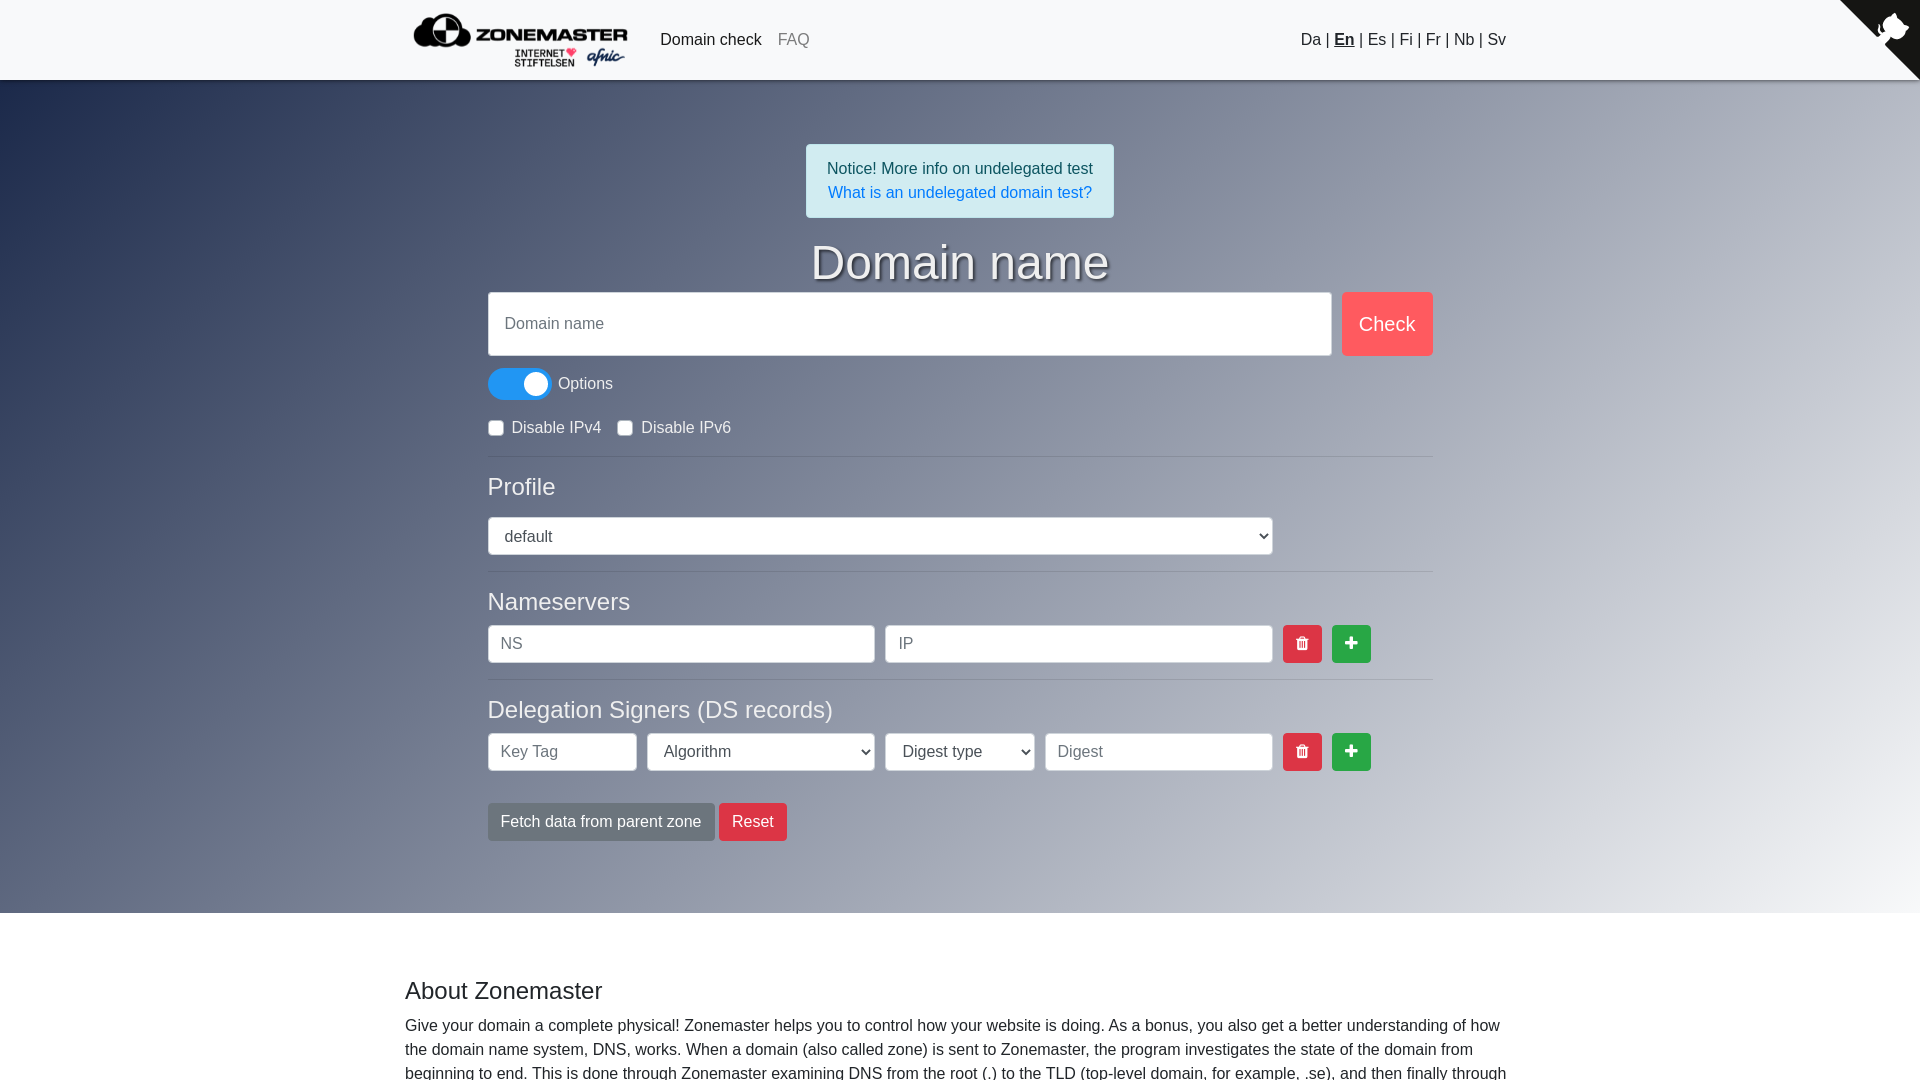 ZONEMASTER
INTERNET
STIFTELSEN afnic
Domain check FAQ
Da | En | Es | Fi | Fr | Nb | Sv
Notice! More info on undelegated test
What is an undelegated domain test?
Domain name
Domain name
Check
Options
Disable IPv4 Disable IPv6
Profile
default
Nameservers
NS IP
Delegation Signers (DS records)
Key Tag Algorithm Digest type Digest
Fetch data from parent zone Reset
About Zonemaster
Give your domain a complete physical! Zonemaster helps you to control how your website is doing. As a bonus, you also get a better understanding of how
the domain name system, DNS, works. When a domain (also called zone) is sent to Zonemaster, the program investigates the state of the domain from
beginning to end. This is done through Zonemaster examining DNS from the root (.) to the TLD (top-level domain, for example, .se), and then finally through